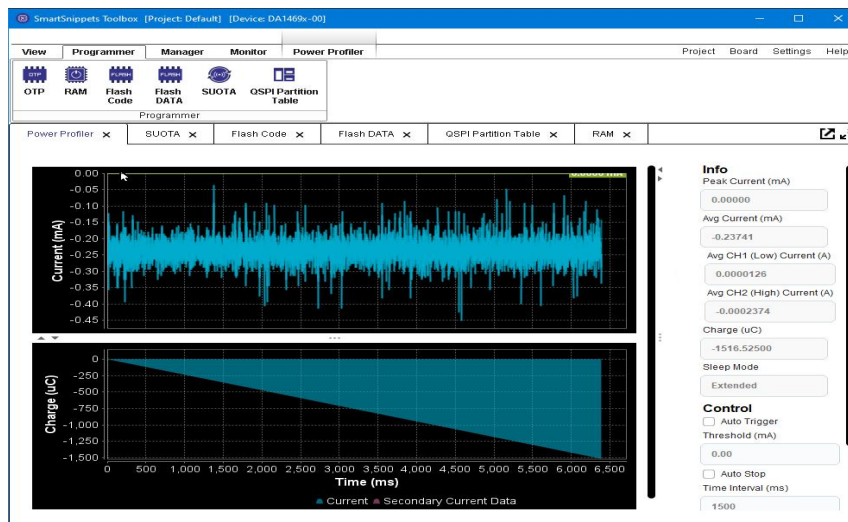 SmartSnippets Toolbox [Project: Default] [Device: DA1469x-00]
View Programmer Manager Monitor Power Profiler Project Board Settings Help
OTP RAM Flash Code Flash DATA SUOTA QSPI Partition Table
Programmer
Power Profiler SUOTA Flash Code Flash DATA QSPI Partition Table RAM
Current (mA)
0.00
-0.05
-0.10
-0.15
-0.20
-0.25
-0.30
-0.35
-0.40
-0.45
0.0000 mA
Charge (uC)
0
-250
-500
-750
-1,000
-1,250
-1,500
0 500 1,000 1,500 2,000 2,500 3,000 3,500 4,000 4,500 5,000 5,500 6,000 6,500
Time (ms)
Current Secondary Current Data
Info
Peak Current (mA)
0.00000
Avg Current (mA)
-0.23741
Avg CH1 (Low) Current (A)
0.0000126
Avg CH2 (High) Current (A)
-0.0002374
Charge (uC)
-1516.52500
Sleep Mode
Extended
Control
Auto Trigger
Threshold (mA)
0.00
Auto Stop
Time Interval (ms)
1500